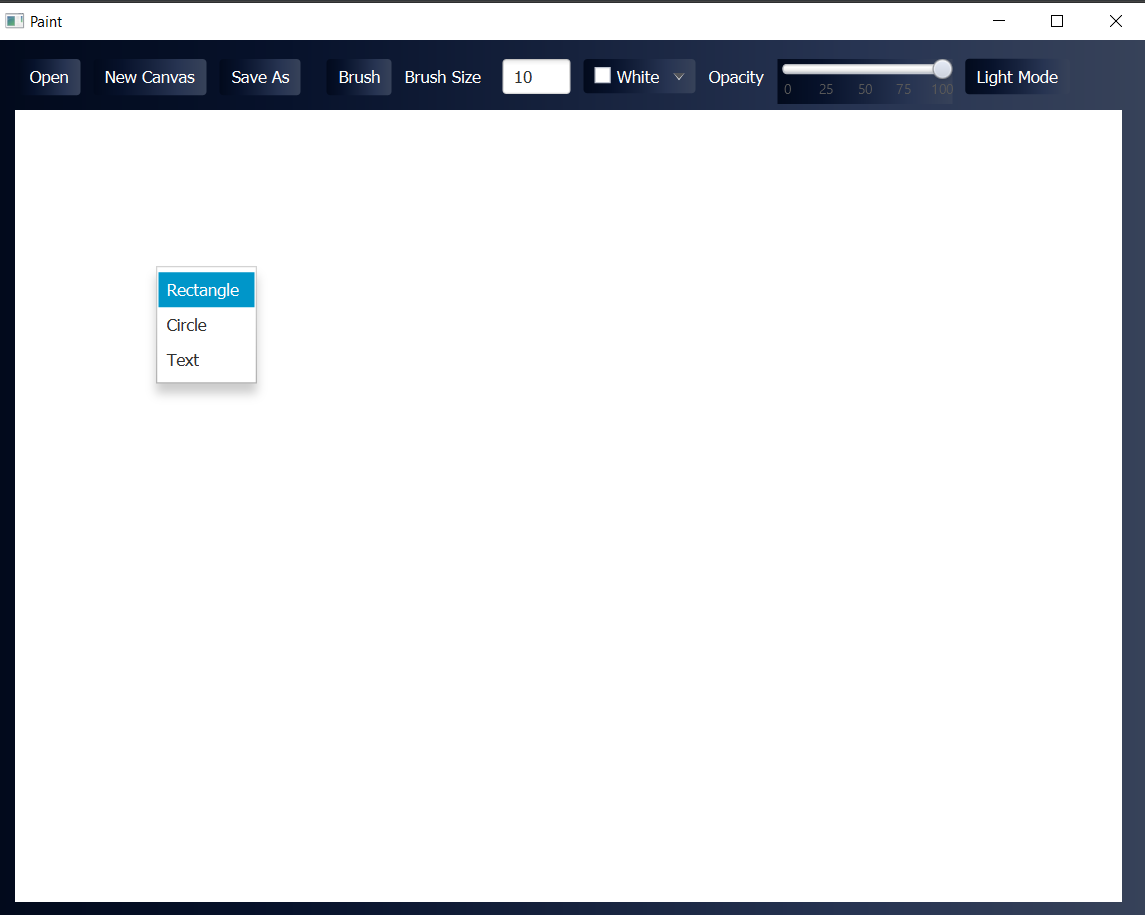 Paint
Open New Canvas Save As Brush Brush Size 10 White Opacity 0 25 50 75 100 Light Mode
Rectangle
Circle
Text